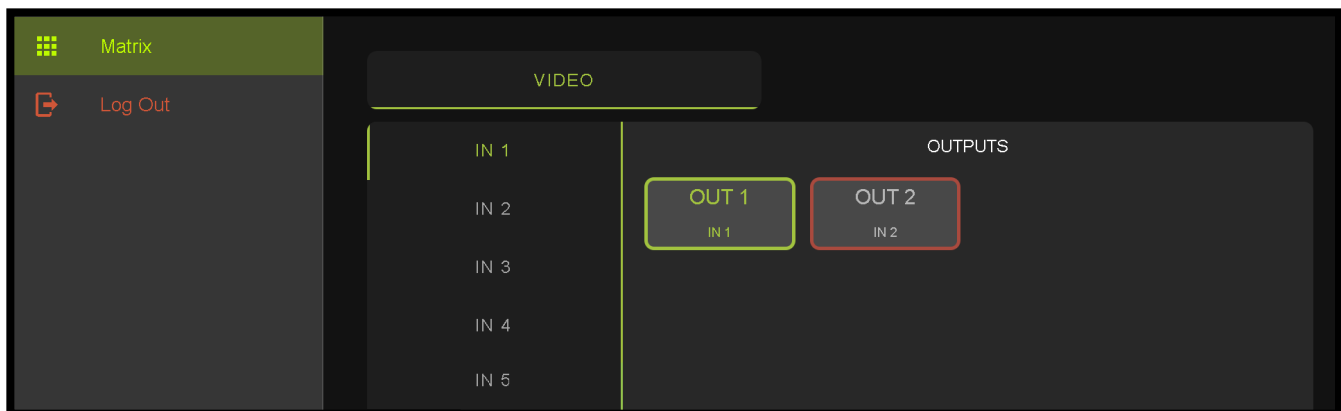 Matrix
Log Out
VIDEO
IN 1
IN 2
IN 3
IN 4
IN 5
OUTPUTS
OUT 1
IN 1
OUT 2
IN 2